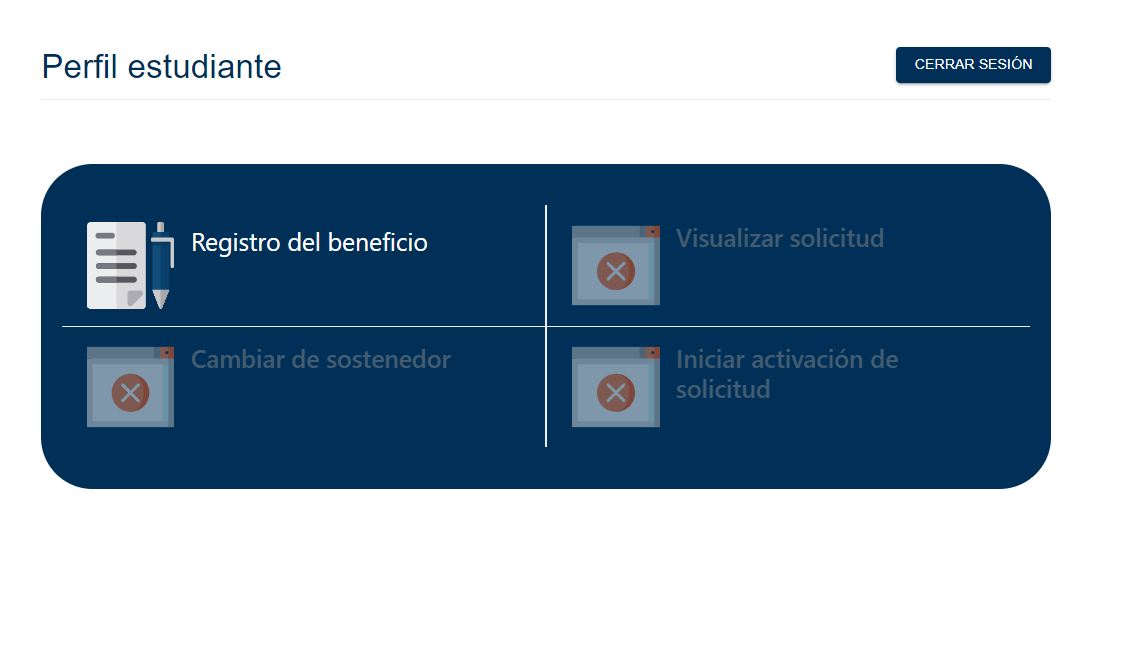 Perfil estudiante
CERRAR SESIÓN
Registro del beneficio
Visualizar solicitud
Cambiar de sostenedor
Iniciar activación de
solicitud